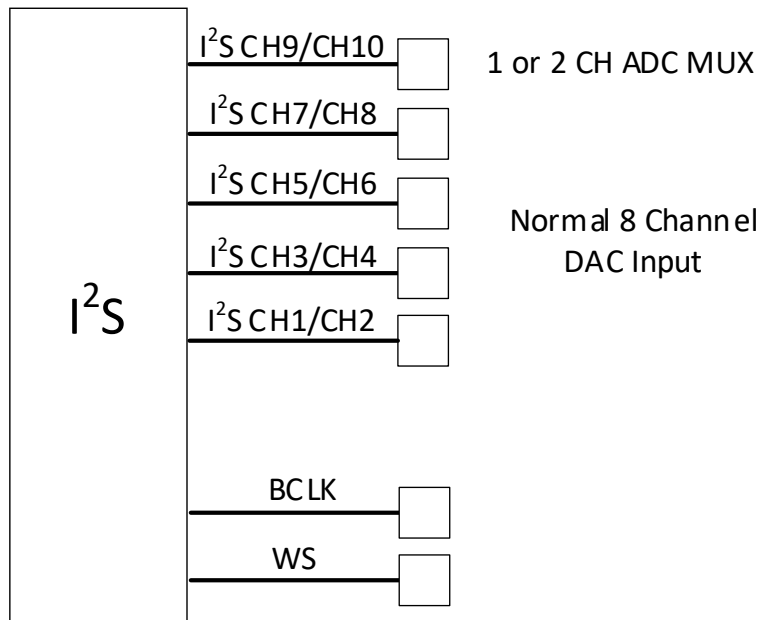 I²S CH9/CH10
1 or 2 CH ADC MUX
I²S CH7/CH8
I²S CH5/CH6
Normal 8 Channel
DAC Input
I²S CH3/CH4
I²S
I²S CH1/CH2
BCLK
WS